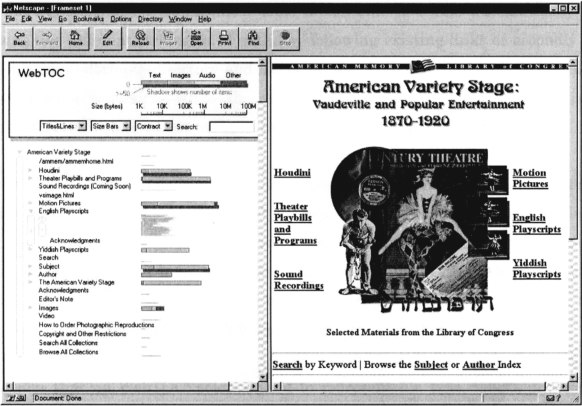 Netscape - [Frameset 1]
File Edit View Go Bookmarks Options Directory Window Help
Back Forward Home Edit Reload Images Open Print Find Stop
WebTOC
Text Images Audio Other
0
>=50 Shadow shows number of items
Size (bytes) 1K 10K 100K 1M 10M 100M
Titles&Lines Size Bars Contract Search:
American Variety Stage
/ammem/ammemhome.html
Houdini
Theater Playbills and Programs
Sound Recordings (Coming Soon)
vsimage.html
Motion Pictures
English Playscripts
Acknowledgments
Yiddish Playscripts
Search
Subject
Author
The American Variety Stage
Acknowledgments
Editor's Note
Images
Video
How to Order Photographic Reproductions
Copyright and Other Restrictions
Search All Collections
Browse All Collections
AMERICAN MEMORY LIBRARY of CONGRES
American Variety Stage:
Vaudeville and Popular Entertainment
1870-1920
Houdini
Theater
Playbills
and
Programs
Sound
Recordings
URY THEATRE
Motion
Pictures
English
Playscripts
Yiddish
Playscripts
Selected Materials from the Library of Congress
Search by Keyword | Browse the Subject or Author Index
Document: Done